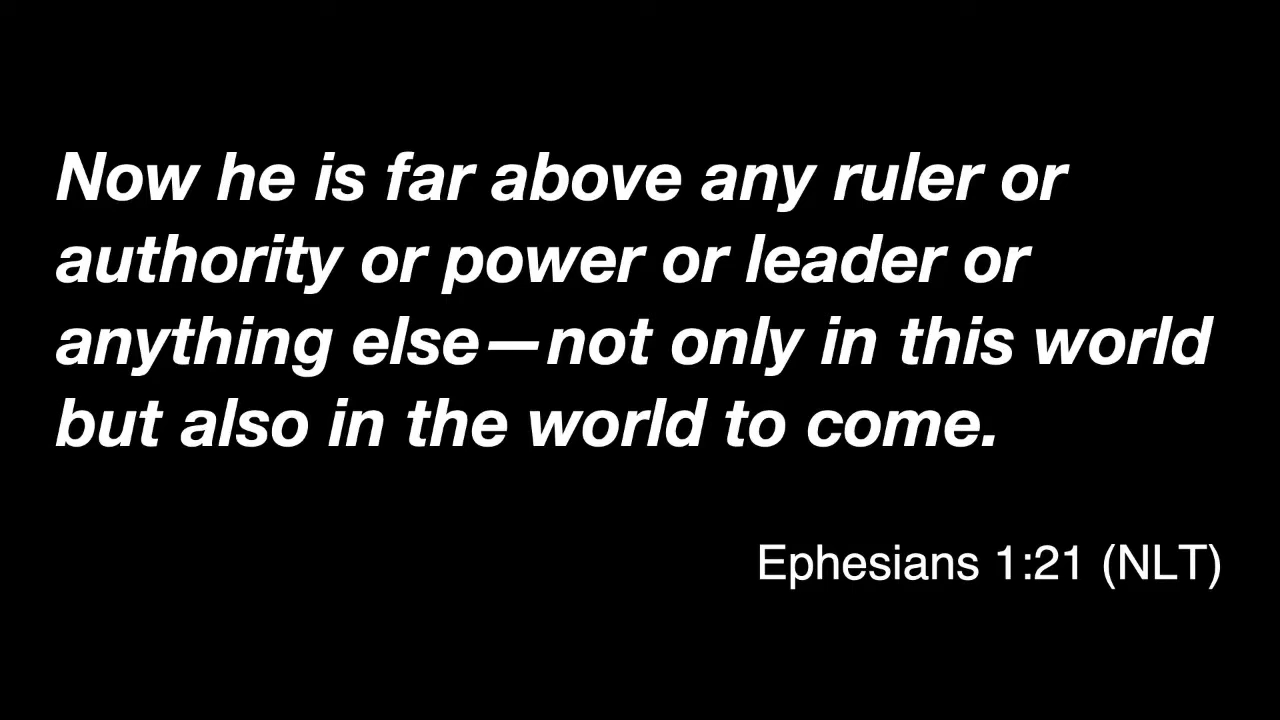 Now he is far above any ruler or
authority or power or leader or
anything else—not only in this world
but also in the world to come.
Ephesians 1:21 (NLT)